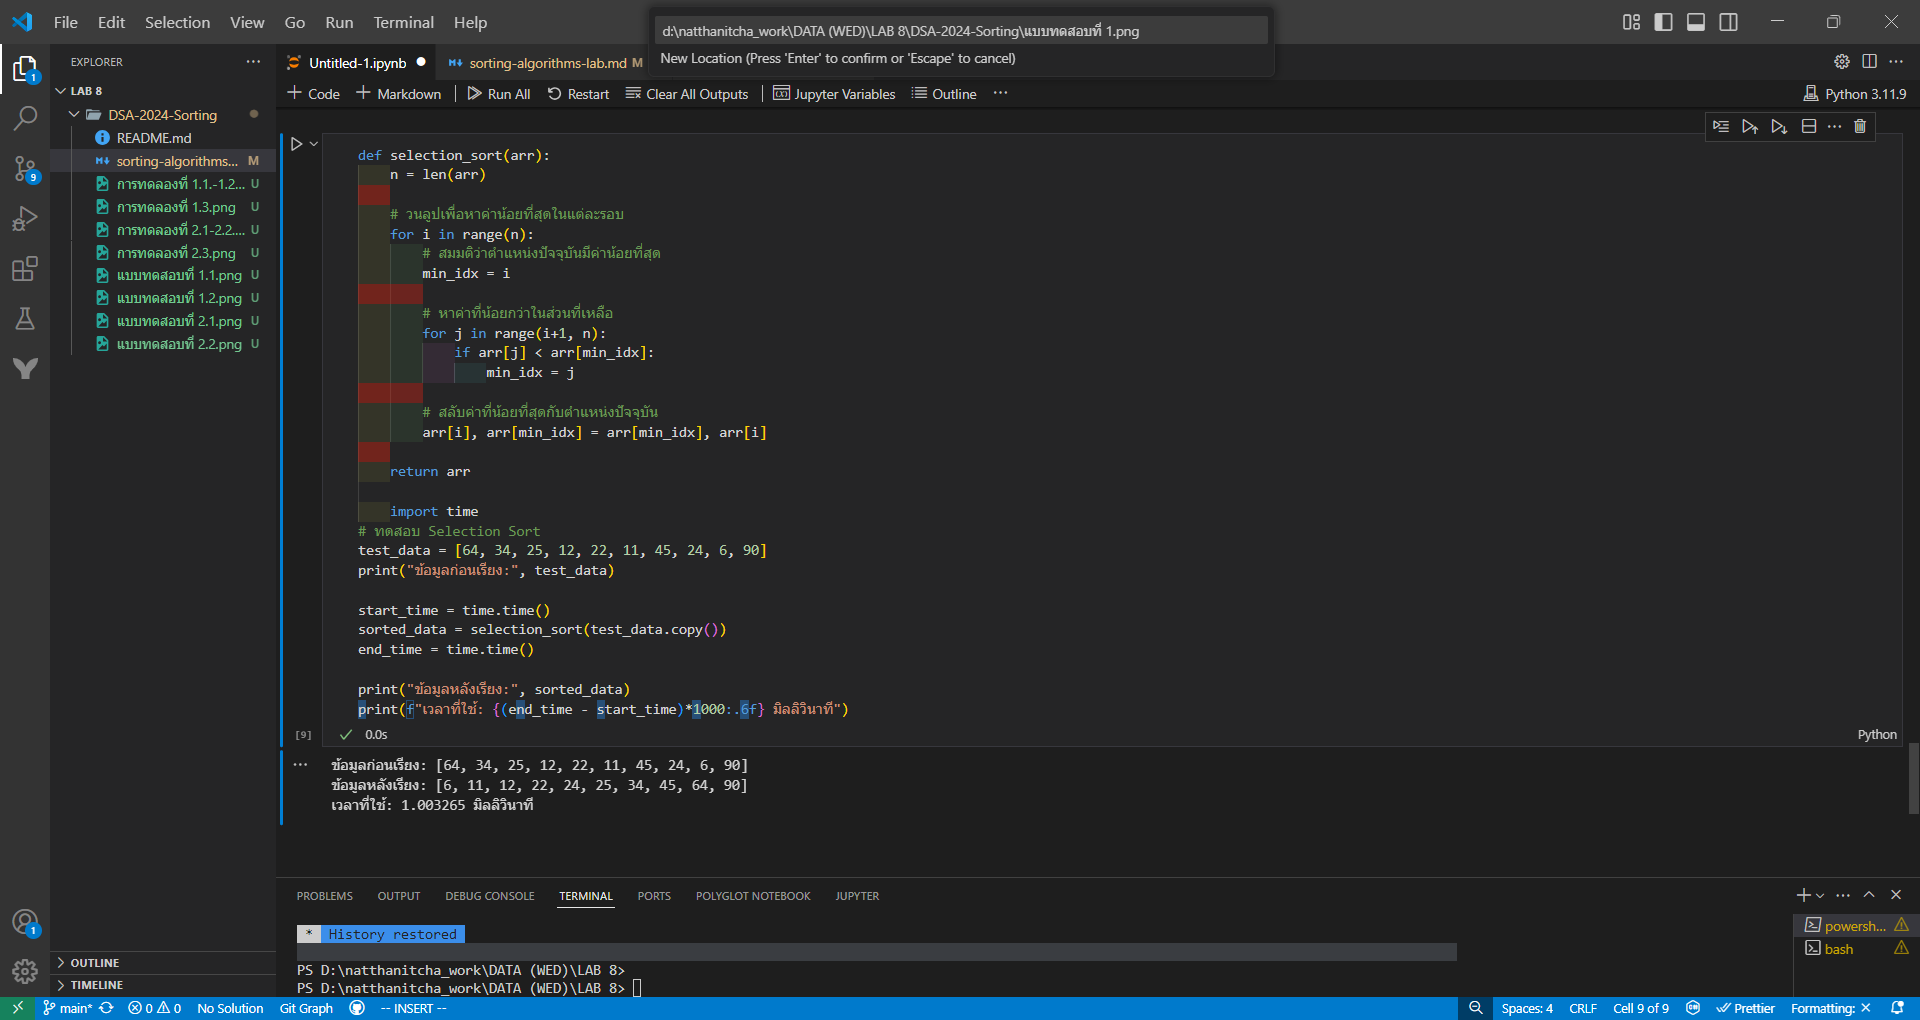 File Edit Selection View Go Run Terminal Help
d:\natthanitcha_work\DATA (WED)\LAB 8\DSA-2024-Sorting\แบบทดสอบที่ 1.png
New Location (Press 'Enter' to confirm or 'Escape' to cancel)
EXPLORER
LAB 8
DSA-2024-Sorting
README.md
sorting-algorithms... M
การทดลองที่ 1.1.-1.2... U
การทดลองที่ 1.3.png U
การทดลองที่ 2.1-2.2.... U
การทดลองที่ 2.3.png U
แบบทดสอบที่ 1.1.png U
แบบทดสอบที่ 1.2.png U
แบบทดสอบที่ 2.1.png U
แบบทดสอบที่ 2.2.png U
OUTLINE
TIMELINE
1
9
1
Untitled-1.ipynb
sorting-algorithms-lab.md M
Code Markdown Run All Restart Clear All Outputs Jupyter Variables Outline
Python 3.11.9
def selection_sort(arr):
n = len(arr)
# วนลูปเพื่อหาค่าน้อยที่สุดในแต่ละรอบ
for i in range(n):
# สมมติว่าตำแหน่งปัจจุบันมีค่าน้อยที่สุด
min_idx = i
# หาค่าที่น้อยกว่าในส่วนที่เหลือ
for j in range(i+1, n):
if arr[j] < arr[min_idx]:
min_idx = j
# สลับค่าที่น้อยที่สุดกับตำแหน่งปัจจุบัน
arr[i], arr[min_idx] = arr[min_idx], arr[i]
return arr
import time
# ทดสอบ Selection Sort
test_data = [64, 34, 25, 12, 22, 11, 45, 24, 6, 90]
print("ข้อมูลก่อนเรียง:", test_data)
start_time = time.time()
sorted_data = selection_sort(test_data.copy())
end_time = time.time()
print("ข้อมูลหลังเรียง:", sorted_data)
print(f"เวลาที่ใช้: {(end_time - start_time)*1000:.6f} มิลลิวินาที")
[9] 0.0s
Python
ข้อมูลก่อนเรียง: [64, 34, 25, 12, 22, 11, 45, 24, 6, 90]
ข้อมูลหลังเรียง: [6, 11, 12, 22, 24, 25, 34, 45, 64, 90]
เวลาที่ใช้: 1.003265 มิลลิวินาที
PROBLEMS OUTPUT DEBUG CONSOLE TERMINAL PORTS POLYGLOT NOTEBOOK JUPYTER
* History restored
PS D:\natthanitcha_work\DATA (WED)\LAB 8>
PS D:\natthanitcha_work\DATA (WED)\LAB 8>
powersh...
bash
main* 0 0 No Solution Git Graph -- INSERT --
Spaces: 4 CRLF Cell 9 of 9 Prettier Formatting: ×